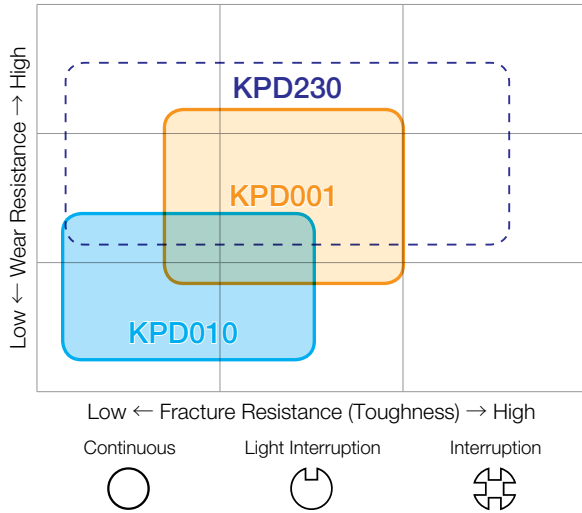 Low ← Wear Resistance → High
KPD230
KPD001
KPD010
Low ← Fracture Resistance (Toughness) → High
Continuous
Light Interruption
Interruption